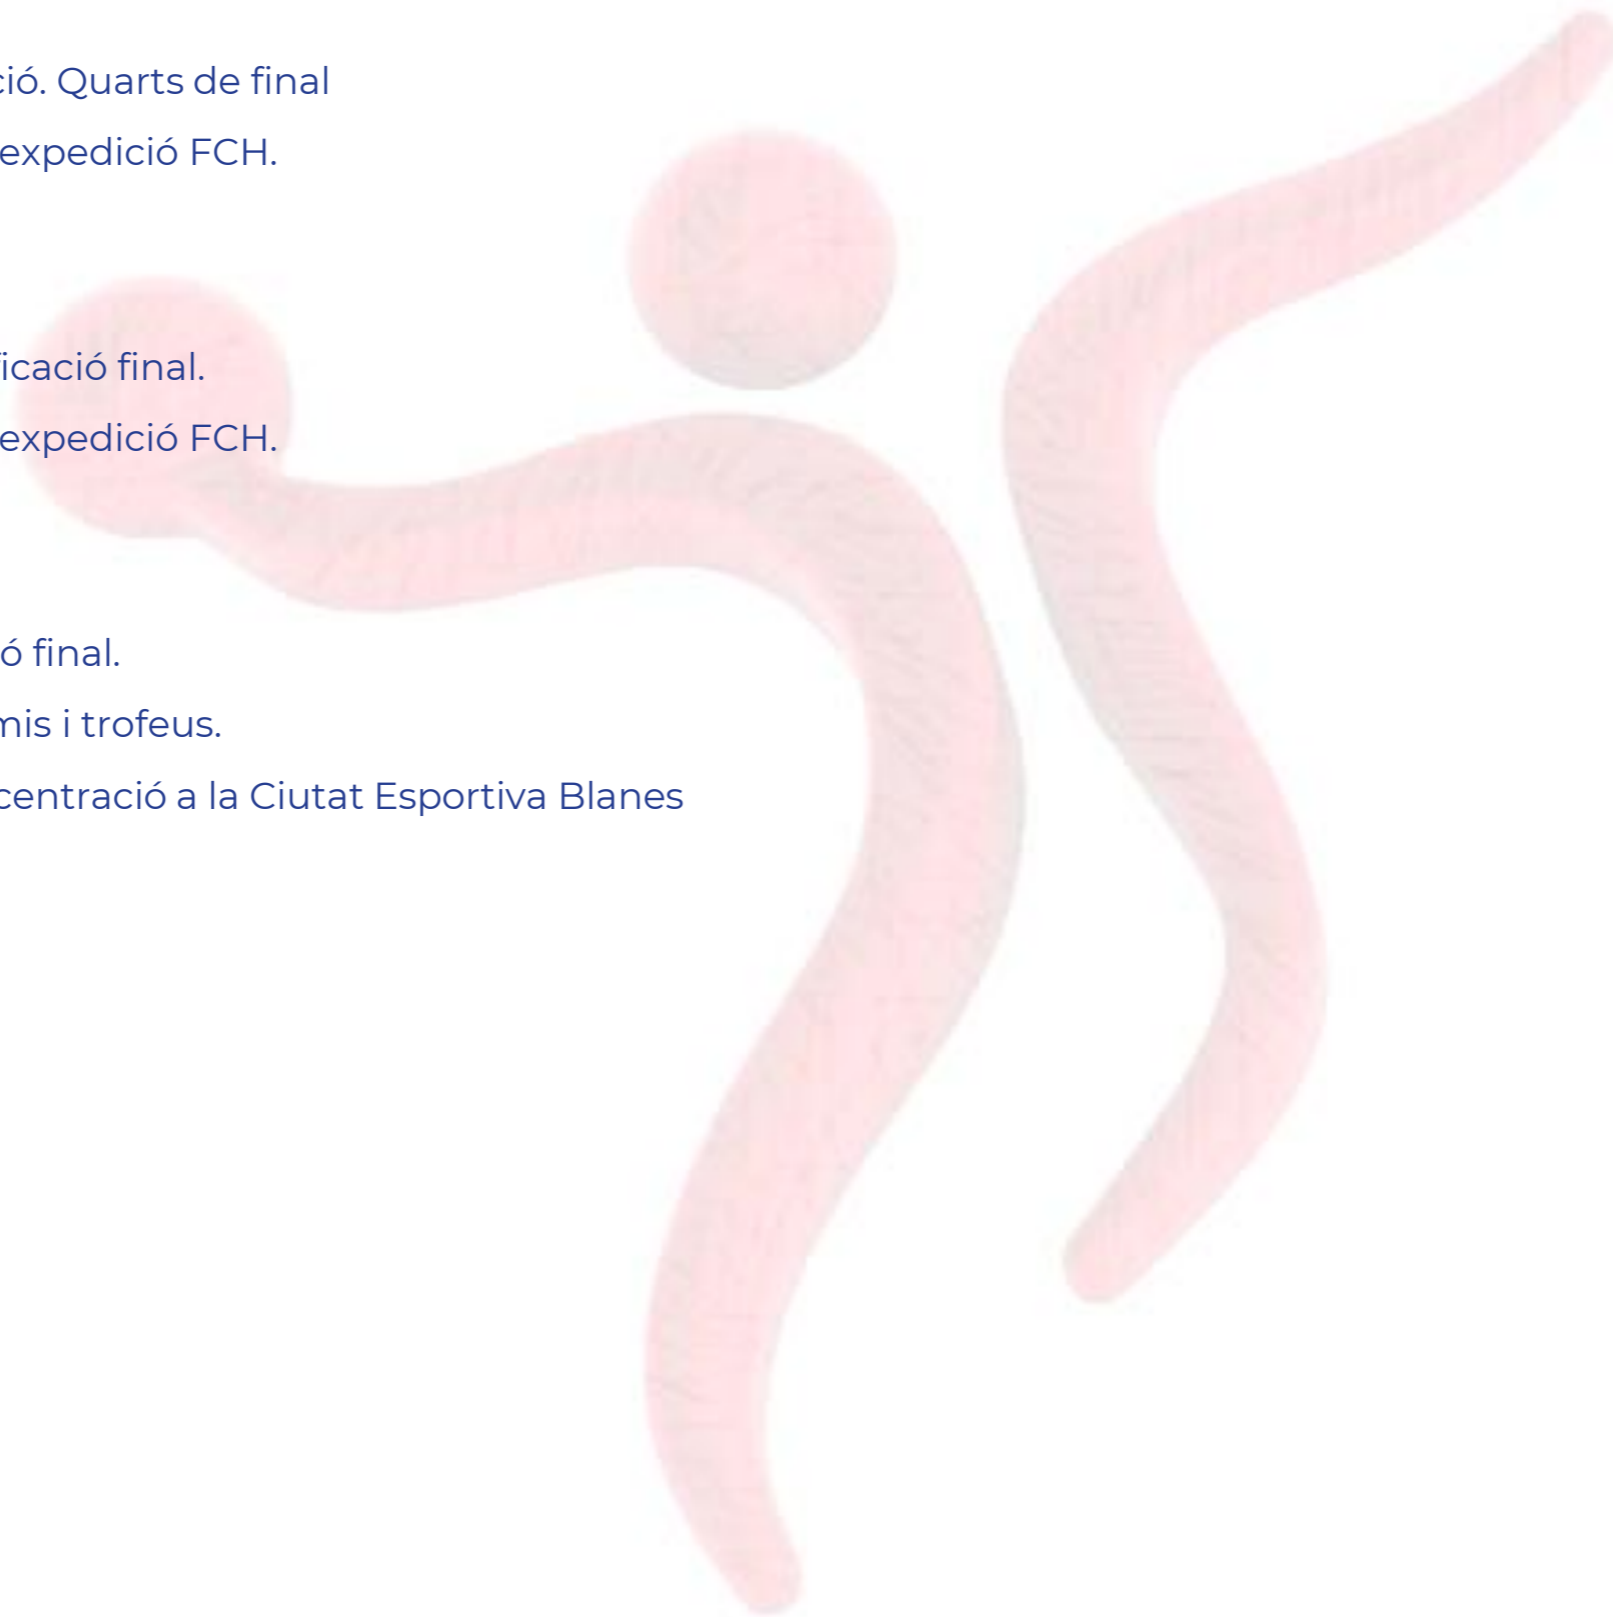 ció. Quarts de final
expedició FCH.
ficació final.
expedició FCH.
ó final.
mis i trofeus.
centració a la Ciutat Esportiva Blanes